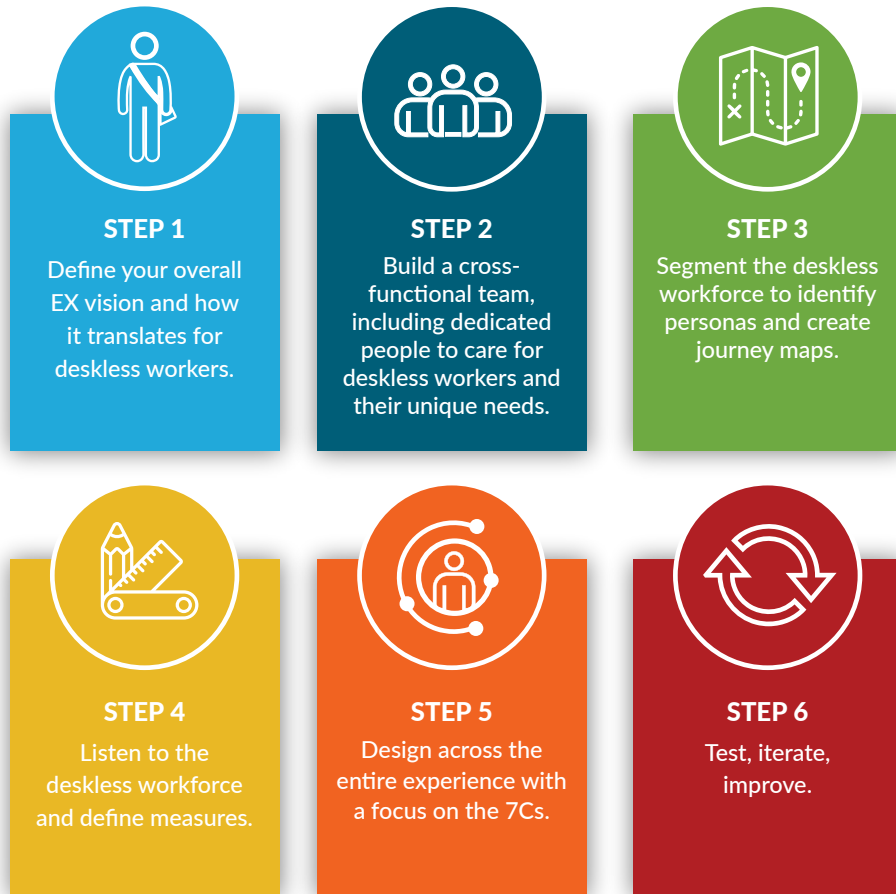 STEP 1
Define your overall
EX vision and how
it translates for
deskless workers.
STEP 2
Build a cross-
functional team,
including dedicated
people to care for
deskless workers and
their unique needs.
STEP 3
Segment the deskless
workforce to identify
personas and create
journey maps.
STEP 4
Listen to the
deskless workforce
and define measures.
STEP 5
Design across the
entire experience with
a focus on the 7Cs.
STEP 6
Test, iterate,
improve.